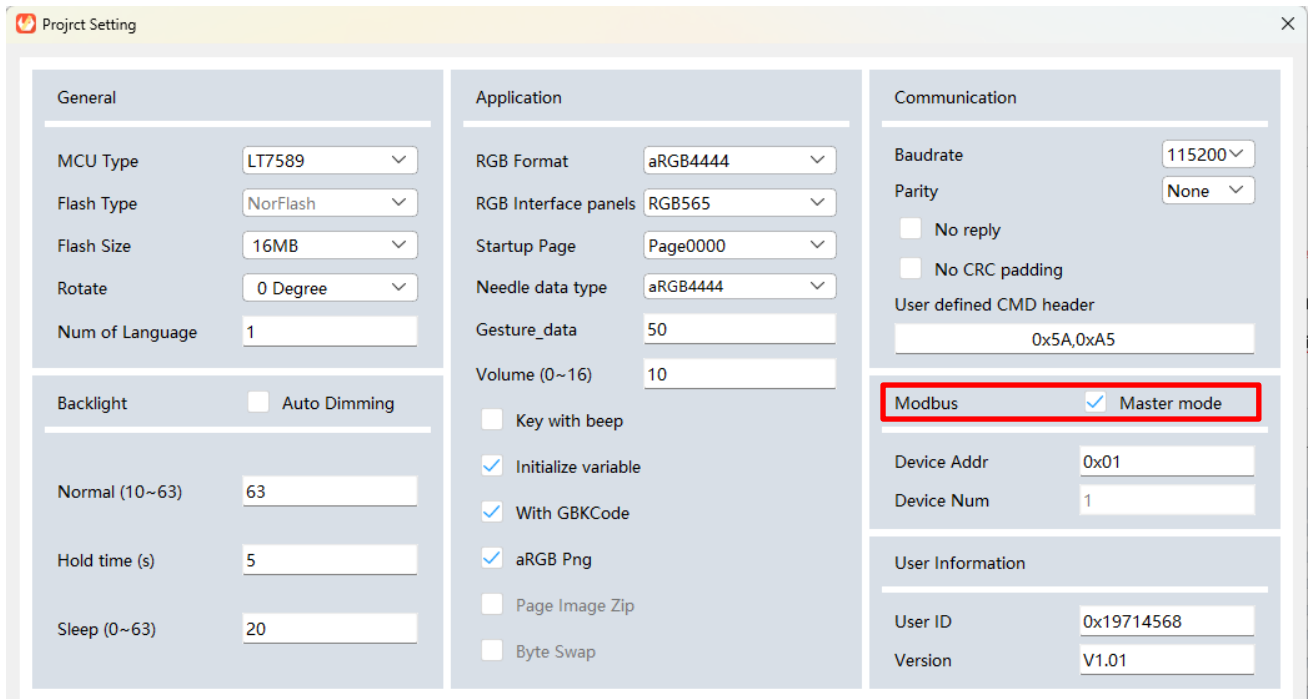 Projrct Setting
General
MCU Type LT7589
Flash Type NorFlash
Flash Size 16MB
Rotate 0 Degree
Num of Language 1
Backlight Auto Dimming
Normal (10~63) 63
Hold time (s) 5
Sleep (0~63) 20
Application
RGB Format aRGB4444
RGB Interface panels RGB565
Startup Page Page0000
Needle data type aRGB4444
Gesture_data 50
Volume (0~16) 10
Key with beep
Initialize variable
With GBKCode
aRGB Png
Page Image Zip
Byte Swap
Communication
Baudrate 115200
Parity None
No reply
No CRC padding
User defined CMD header
0x5A,0xA5
Modbus Master mode
Device Addr 0x01
Device Num 1
User Information
User ID 0x19714568
Version V1.01